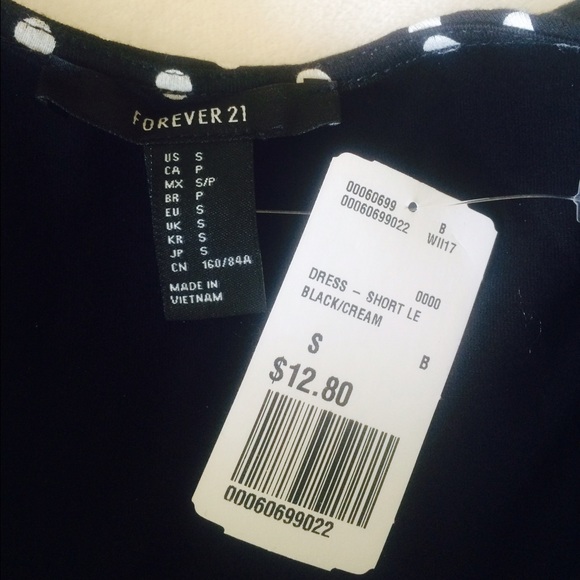 FOREVER 21
US S
CA P
MX S/P
BR P
EU S
UK S
KR S
JP S
CN 160/84A
MADE IN
VIETNAM
00060699 B
00060699022 WII17
DRESS - SHORT LE 0000
BLACK/CREAM
S B
$12.80
00060699022